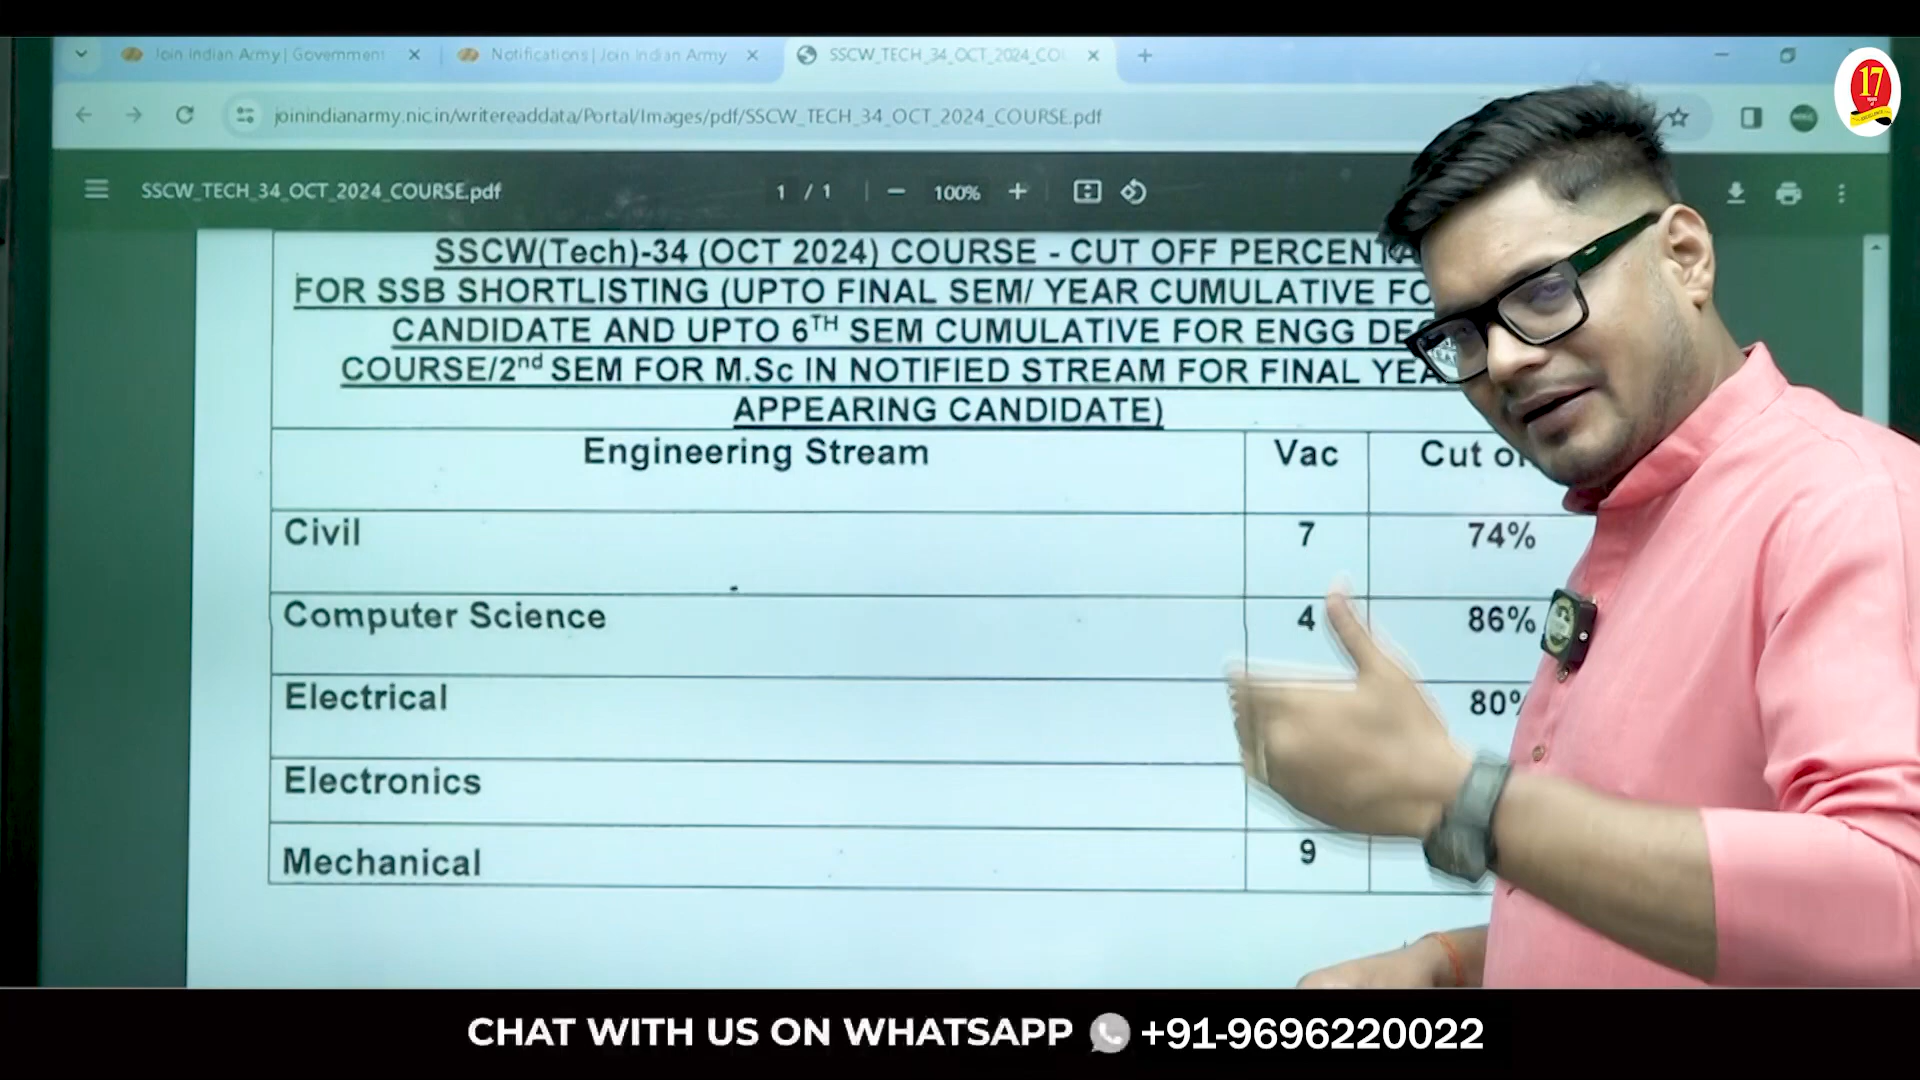 Join Indian Army | Government
Notifications | Join Indian Army
SSCW_TECH_34_OCT_2024_CO
joinindianarmy.nic.in/writereaddata/Portal/Images/pdf/SSCW_TECH_34_OCT_2024_COURSE.pdf
17
SSCW_TECH_34_OCT_2024_COURSE.pdf 1 / 1 100%
SSCW(Tech)-34 (OCT 2024) COURSE - CUT OFF
FOR SSB SHORTLISTING (UPTO FINAL SEM/ YEAR CUMULATIVE
CANDIDATE AND UPTO 6TH SEM CUMULATIVE FOR ENGG
COURSE/2nd SEM FOR M.Sc IN NOTIFIED STREAM FOR FINAL
APPEARING CANDIDATE)
Engineering Stream Vac Cut
Civil 7 74%
Computer Science 4 86%
Electrical 80%
Electronics
Mechanical 9
CHAT WITH US ON WHATSAPP +91-9696220022